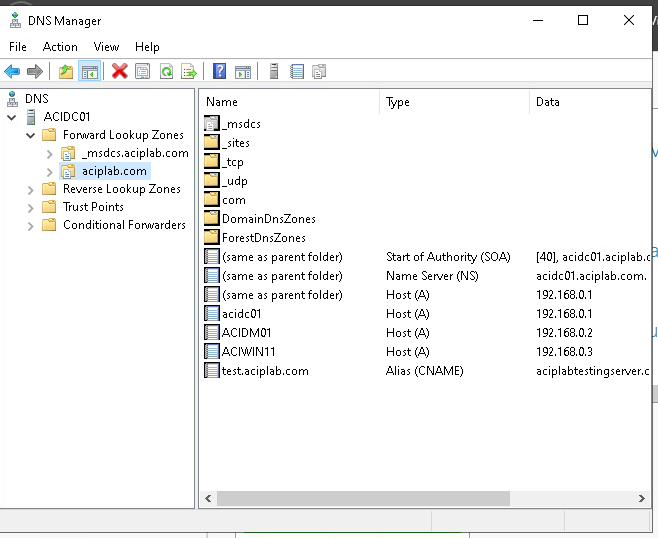 DNS Manager
File Action View Help
DNS
ACIDC01
Forward Lookup Zones
_msdcs.aciplab.com
aciplab.com
Reverse Lookup Zones
Trust Points
Conditional Forwarders
Name Type Data
_msdcs
_sites
_tcp
_udp
com
DomainDnsZones
ForestDnsZones
(same as parent folder) Start of Authority (SOA) [40], acidc01.aciplab.c
(same as parent folder) Name Server (NS) acidc01.aciplab.com.
(same as parent folder) Host (A) 192.168.0.1
acidc01 Host (A) 192.168.0.1
ACIDM01 Host (A) 192.168.0.2
ACIWIN11 Host (A) 192.168.0.3
test.aciplab.com Alias (CNAME) aciplabtestingserver.c